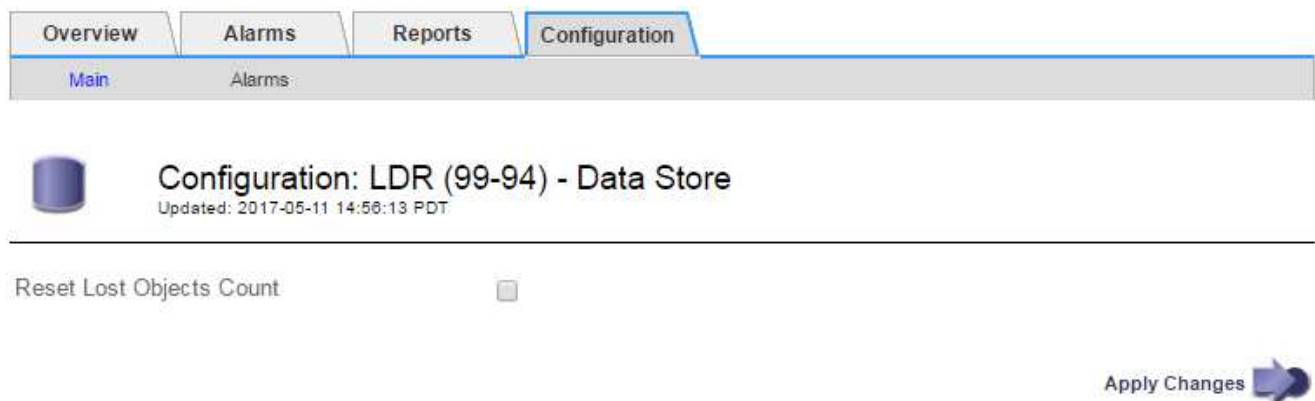 Overview Alarms Reports Configuration
Main Alarms
Configuration: LDR (99-94) - Data Store
Updated: 2017-05-11 14:56:13 PDT
Reset Lost Objects Count
Apply Changes